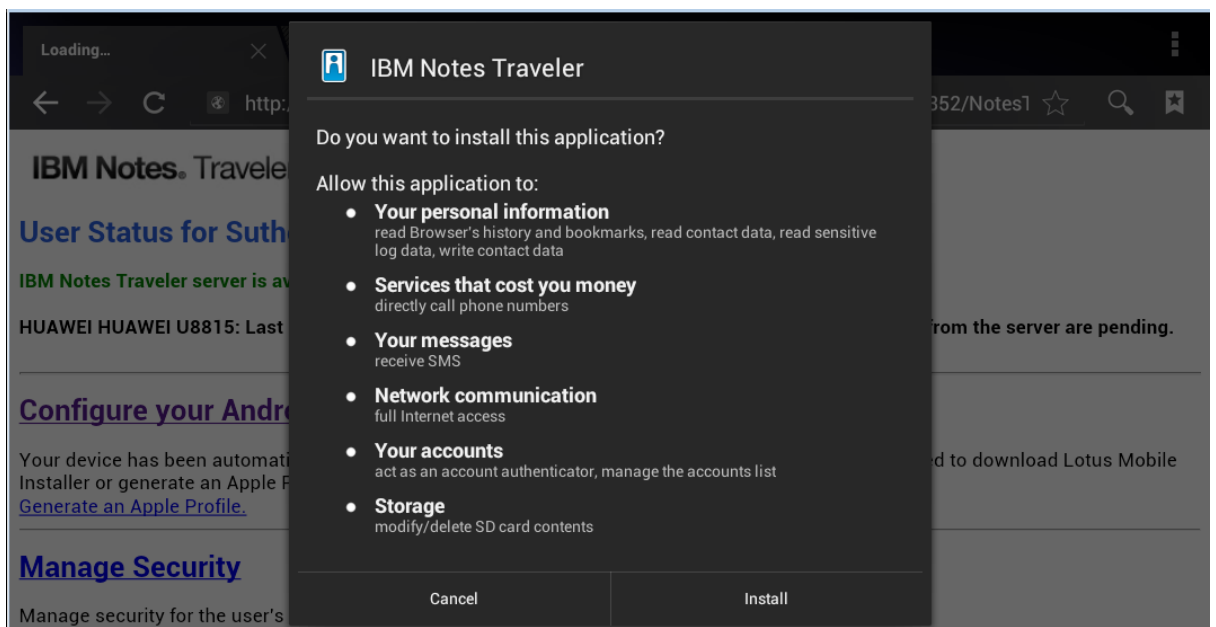 Loading...
http:
352/NotesT
IBM Notes Traveler
Do you want to install this application?
Allow this application to:
Your personal information
read Browser's history and bookmarks, read contact data, read sensitive
log data, write contact data
Services that cost you money
directly call phone numbers
Your messages
receive SMS
Network communication
full Internet access
Your accounts
act as an account authenticator, manage the accounts list
Storage
modify/delete SD card contents
Cancel
Install
IBM Notes. Travele
User Status for Suth
IBM Notes Traveler server is av
HUAWEI HUAWEI U8815: Last
from the server are pending.
Configure your Andr
Your device has been automati
ed to download Lotus Mobile
Installer or generate an Apple
Generate an Apple Profile.
Manage Security
Manage security for the user's